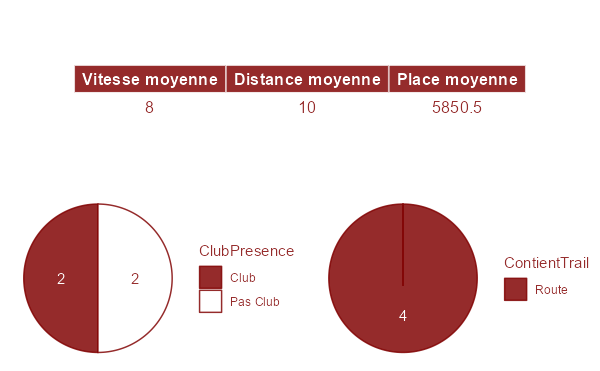 Vitesse moyenne Distance moyenne Place moyenne
8 10 5850.5
ClubPresence
2 2 Club
Pas Club
ContientTrail
Route
4